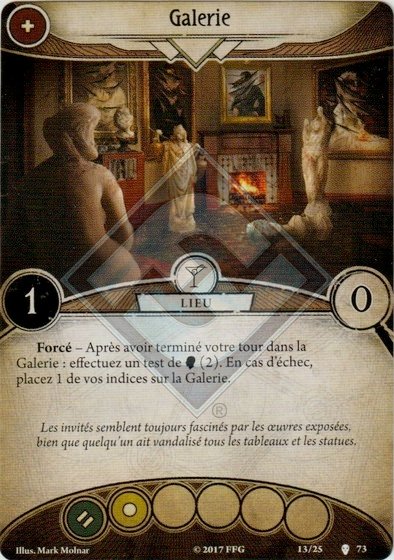 Galerie
LIEU
1
0
Forcé – Après avoir terminé votre tour dans la
Galerie : effectuez un test de (2). En cas d'échec,
placez 1 de vos indices sur la Galerie.
®
Les invités semblent toujours fascinés par les œuvres exposées,
bien que quelqu'un ait vandalisé tous les tableaux et les statues.
Illus. Mark Molnar
© 2017 FFG
13/25
73